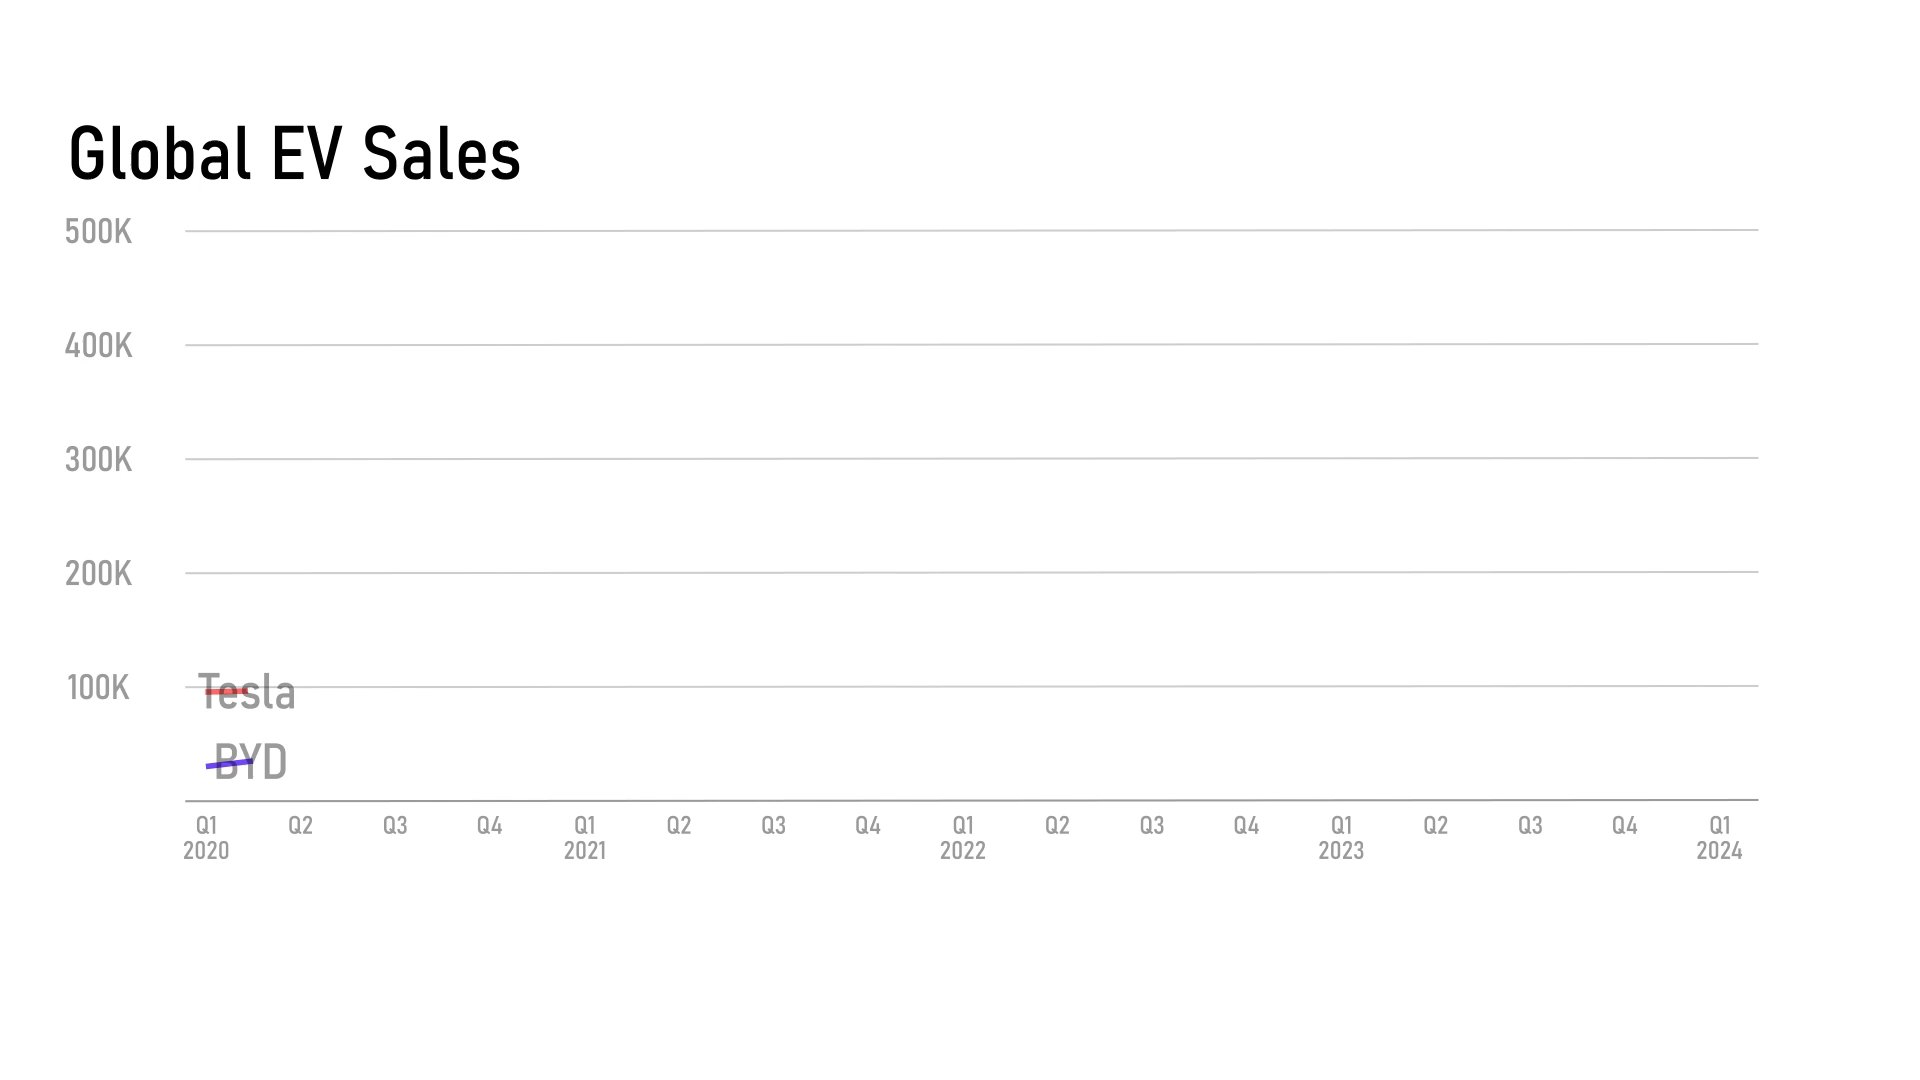 Global EV Sales
500K
400K
300K
200K
100K
Tesla
BYD
Q1 Q2 Q3 Q4 Q1 Q2 Q3 Q4 Q1 Q2 Q3 Q4 Q1 Q2 Q3 Q4 Q1
2020 2021 2022 2023 2024